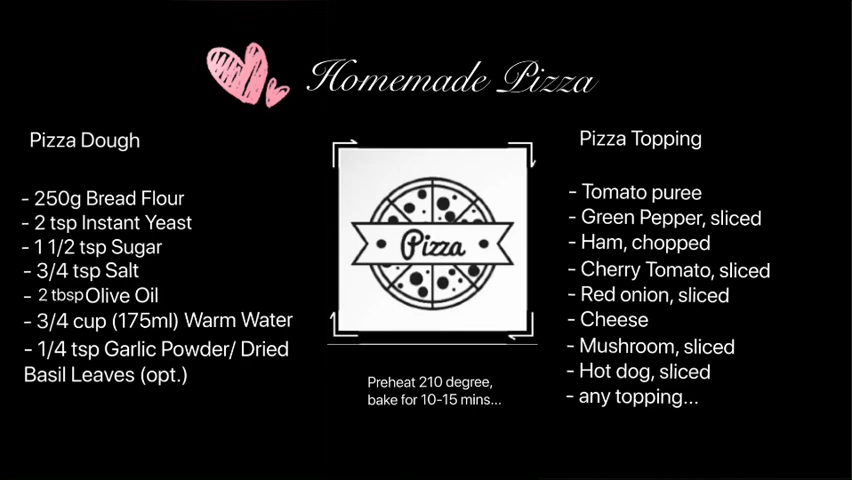 Homemade Pizza
Pizza Dough
- 250g Bread Flour
- 2 tsp Instant Yeast
- 1 1/2 tsp Sugar
- 3/4 tsp Salt
- 2 tbsp Olive Oil
- 3/4 cup (175ml) Warm Water
- 1/4 tsp Garlic Powder/ Dried
Basil Leaves (opt.)
Pizza
Preheat 210 degree,
bake for 10-15 mins...
Pizza Topping
- Tomato puree
- Green Pepper, sliced
- Ham, chopped
- Cherry Tomato, sliced
- Red onion, sliced
- Cheese
- Mushroom, sliced
- Hot dog, sliced
- any topping...